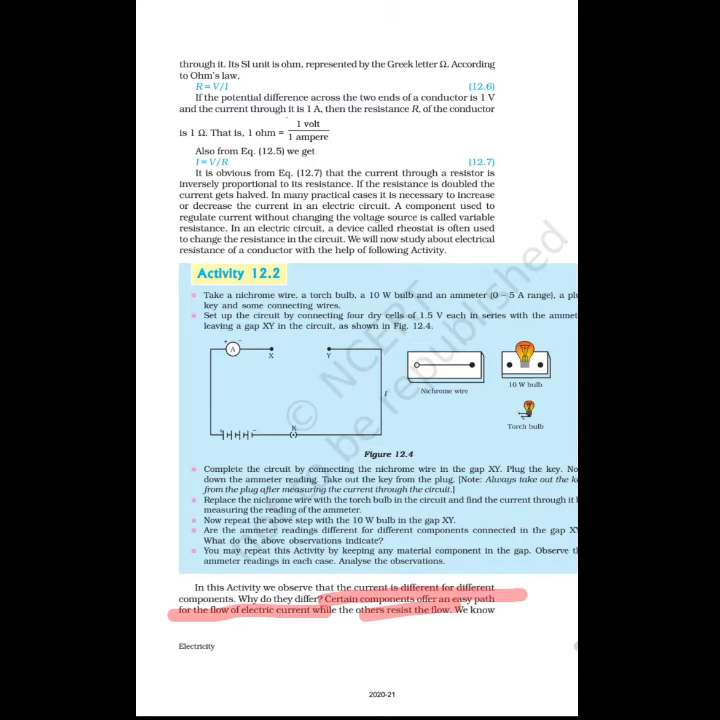 through it. Its SI unit is ohm, represented by the Greek letter Ω. According
to Ohm's law,
R = V/I (12.6)
If the potential difference across the two ends of a conductor is 1 V
and the current through it is 1 A, then the resistance R, of the conductor
is 1 Ω. That is, 1 ohm = 1 volt / 1 ampere
Also from Eq. (12.5) we get
I = V/R (12.7)
It is obvious from Eq. (12.7) that the current through a resistor is
inversely proportional to its resistance. If the resistance is doubled the
current gets halved. In many practical cases it is necessary to increase
or decrease the current in an electric circuit. A component used to
regulate current without changing the voltage source is called variable
resistance. In an electric circuit, a device called rheostat is often used
to change the resistance in the circuit. We will now study about electrical
resistance of a conductor with the help of following Activity.
Activity 12.2
Take a nichrome wire, a torch bulb, a 10 W bulb and an ammeter (0 – 5 A range), a plu
key and some connecting wires.
Set up the circuit by connecting four dry cells of 1.5 V each in series with the ammet
leaving a gap XY in the circuit, as shown in Fig. 12.4.
+ A –
X Y
I
Nichrome wire
10 W bulb
Torch bulb
+ – K
Figure 12.4
Complete the circuit by connecting the nichrome wire in the gap XY. Plug the key. No
down the ammeter reading. Take out the key from the plug. [Note: Always take out the ke
from the plug after measuring the current through the circuit.]
Replace the nichrome wire with the torch bulb in the circuit and find the current through it b
measuring the reading of the ammeter.
Now repeat the above step with the 10 W bulb in the gap XY.
Are the ammeter readings different for different components connected in the gap XY
What do the above observations indicate?
You may repeat this Activity by keeping any material component in the gap. Observe th
ammeter readings in each case. Analyse the observations.
In this Activity we observe that the current is different for different
components. Why do they differ? Certain components offer an easy path
for the flow of electric current while the others resist the flow. We know
Electricity
2020-21
© NCERT
not to be republished